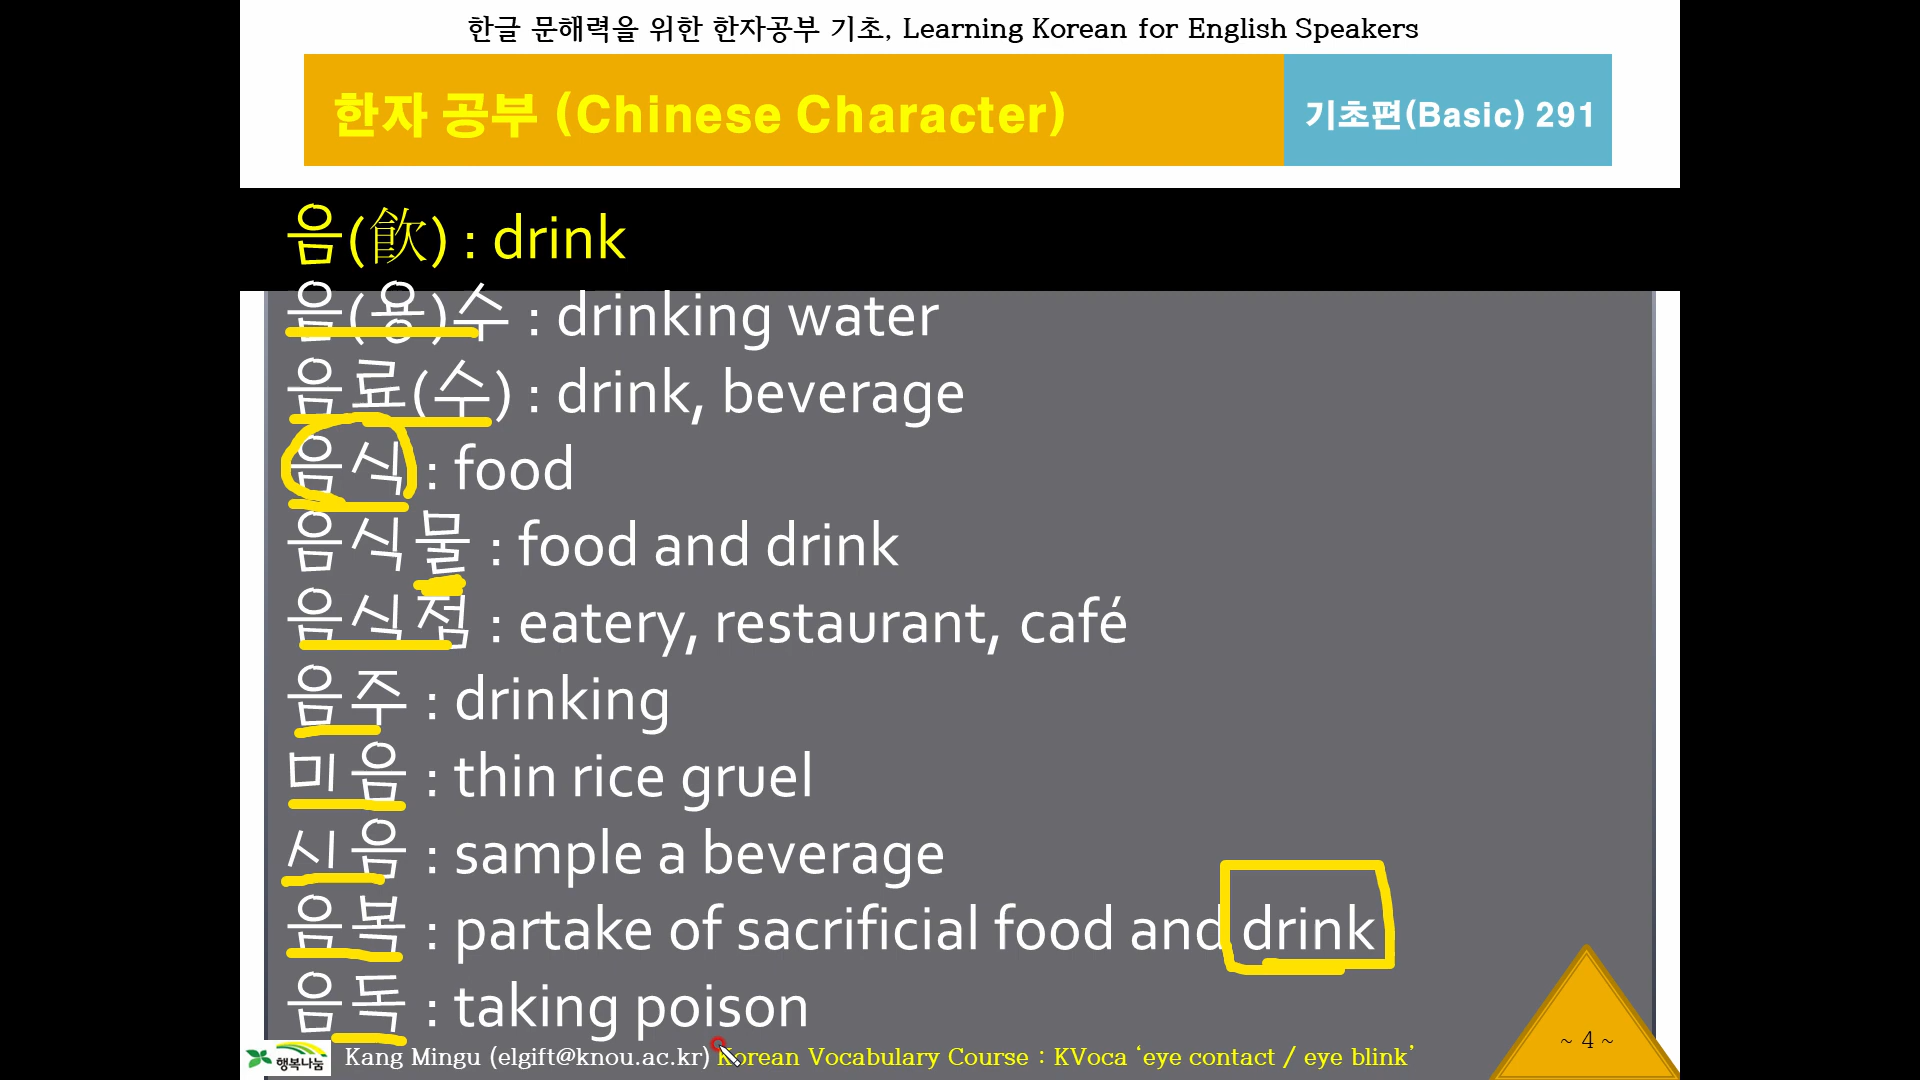 한글 문해력을 위한 한자공부 기초, Learning Korean for English Speakers
한자 공부 (Chinese Character)
기초편(Basic) 291
음(飮) : drink
음(용)수 : drinking water
음료(수) : drink, beverage
음식 : food
음식물 : food and drink
음식점 : eatery, restaurant, café
음주 : drinking
미음 : thin rice gruel
시음 : sample a beverage
음복 : partake of sacrificial food and drink
음독 : taking poison
행복나눔 Kang Mingu (elgift@knou.ac.kr) Korean Vocabulary Course : KVoca ‘eye contact / eye blink’
~ 4 ~